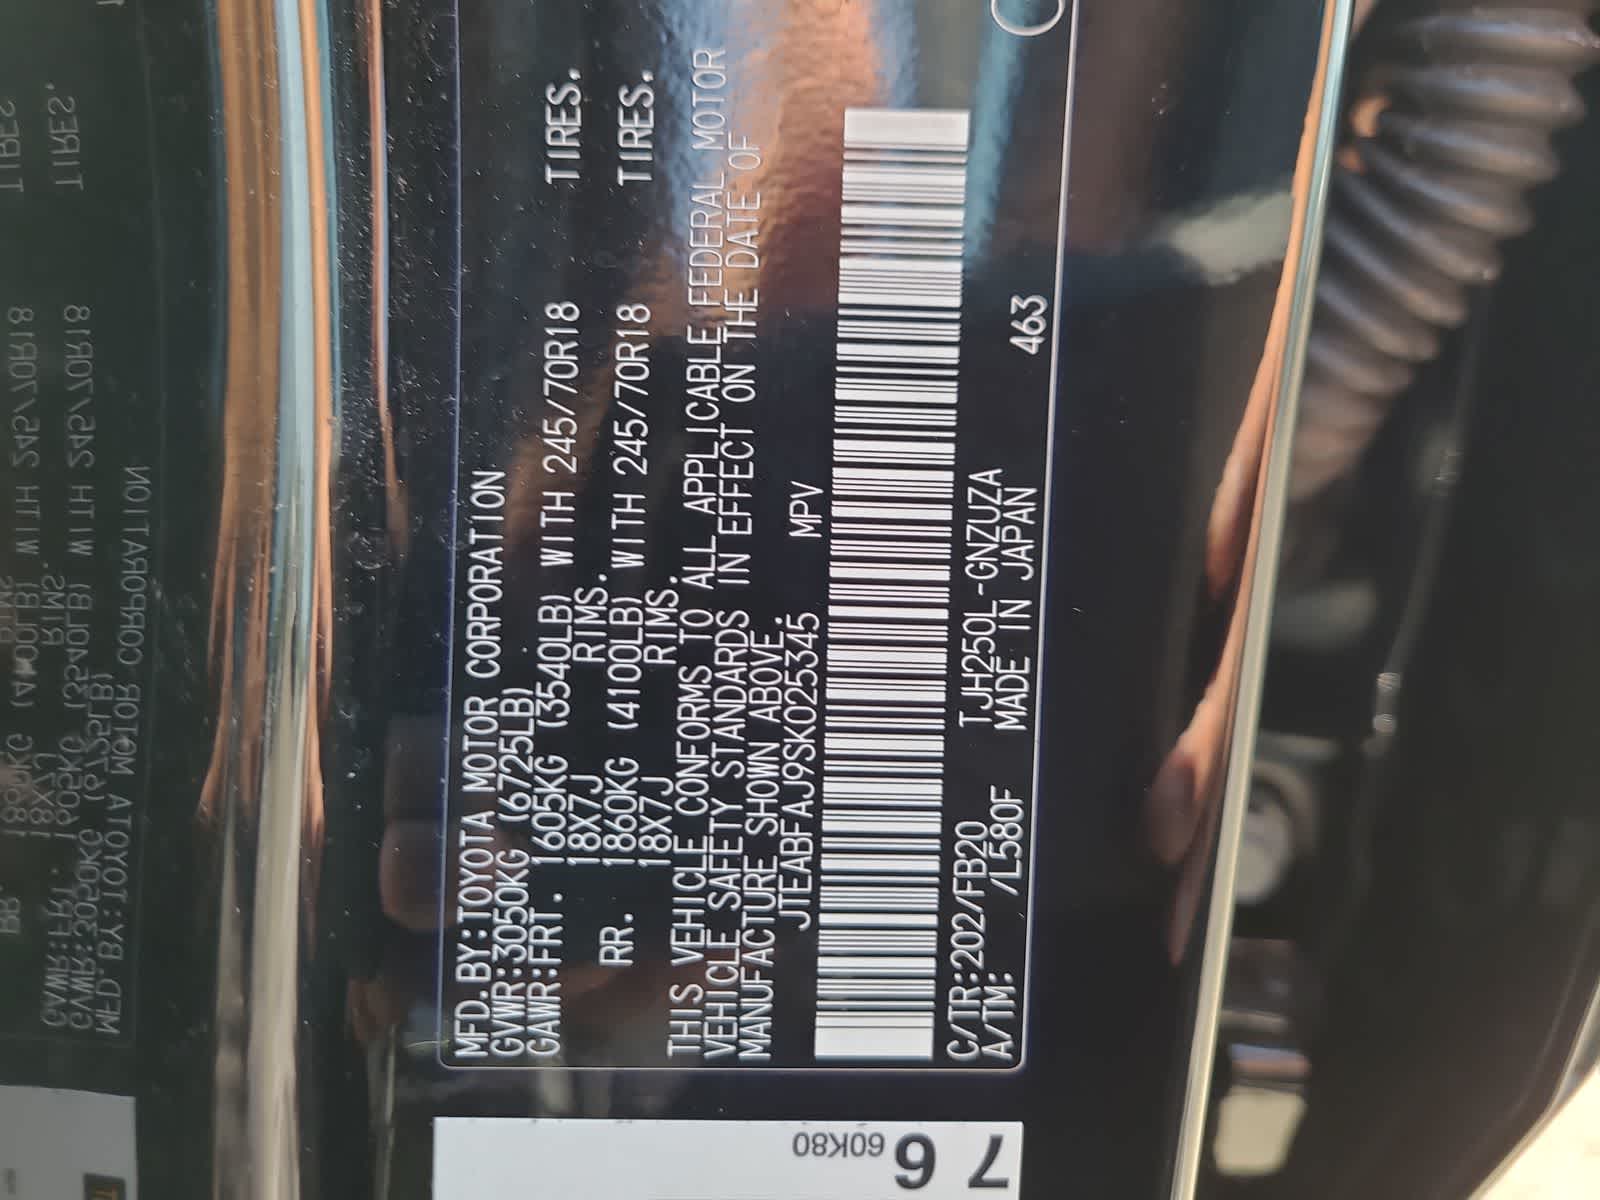 MFD.BY:TOYOTA MOTOR CORPORATION
GVWR:3050KG (6725LB)
GAWR:FRT. 1605KG (3540LB) WITH 245/70R18 TIRES.
18X7J RIMS.
RR. 1860KG (4100LB) WITH 245/70R18 TIRES.
18X7J RIMS.
THIS VEHICLE CONFORMS TO ALL APPLICABLE FEDERAL MOTOR
VEHICLE SAFETY STANDARDS IN EFFECT ON THE DATE OF
MANUFACTURE SHOWN ABOVE.
JTEABFAJ9SK025345 MPV
C/TR:202/FB20 TJH250L-GNZUZA
A/TM: /L580F MADE IN JAPAN 463
60K80
76